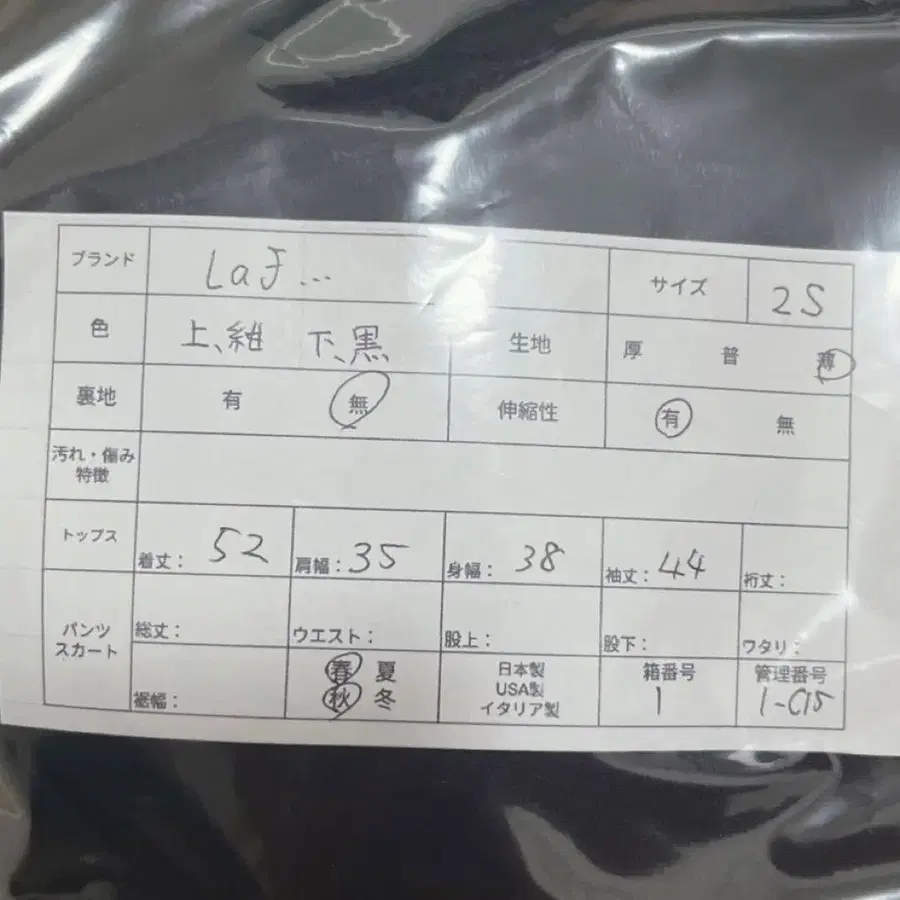 ブランド LaJ... サイズ 2S
色 上、紺 下、黒 生地 厚 普 薄
裏地 有 無 伸縮性 有 無
汚れ・傷み
特徴
トップス 着丈： 52 肩幅： 35 身幅： 38 袖丈： 44 裄丈：
パンツ
スカート
総丈： ウエスト： 股上： 股下： ワタリ：
裾幅：
春 夏
秋 冬
日本製
USA製
イタリア製
箱番号
1
管理番号
1-C15